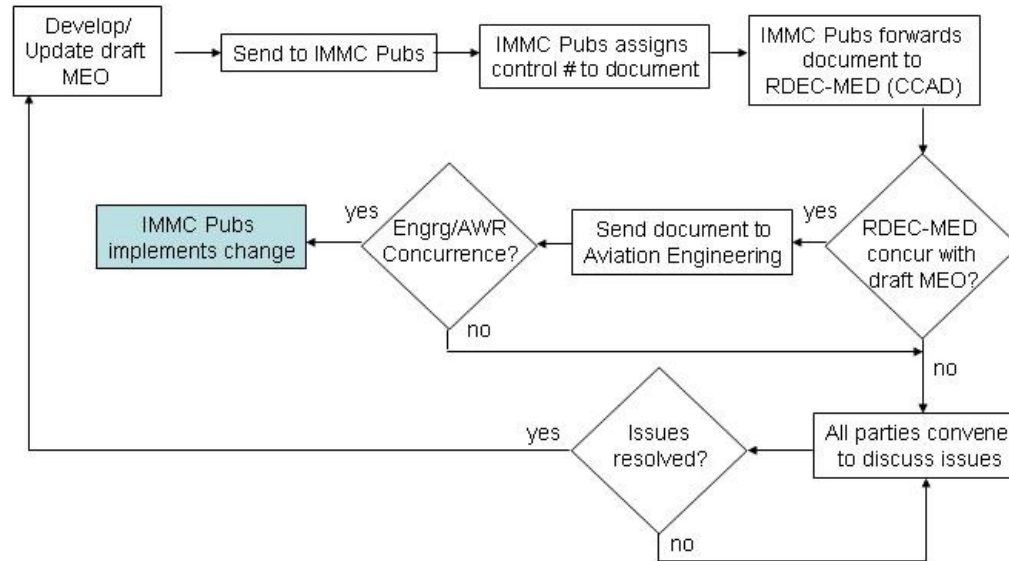 Develop/
Update draft
MEO
Send to IMMC Pubs
IMMC Pubs assigns
control # to document
IMMC Pubs forwards
document to
RDEC-MED (CCAD)
IMMC Pubs
implements change
yes
Engrg/AWR
Concurrence?
Send document to
Aviation Engineering
yes
RDEC-MED
concur with
draft MEO?
no
no
yes
Issues
resolved?
All parties convene
to discuss issues
no